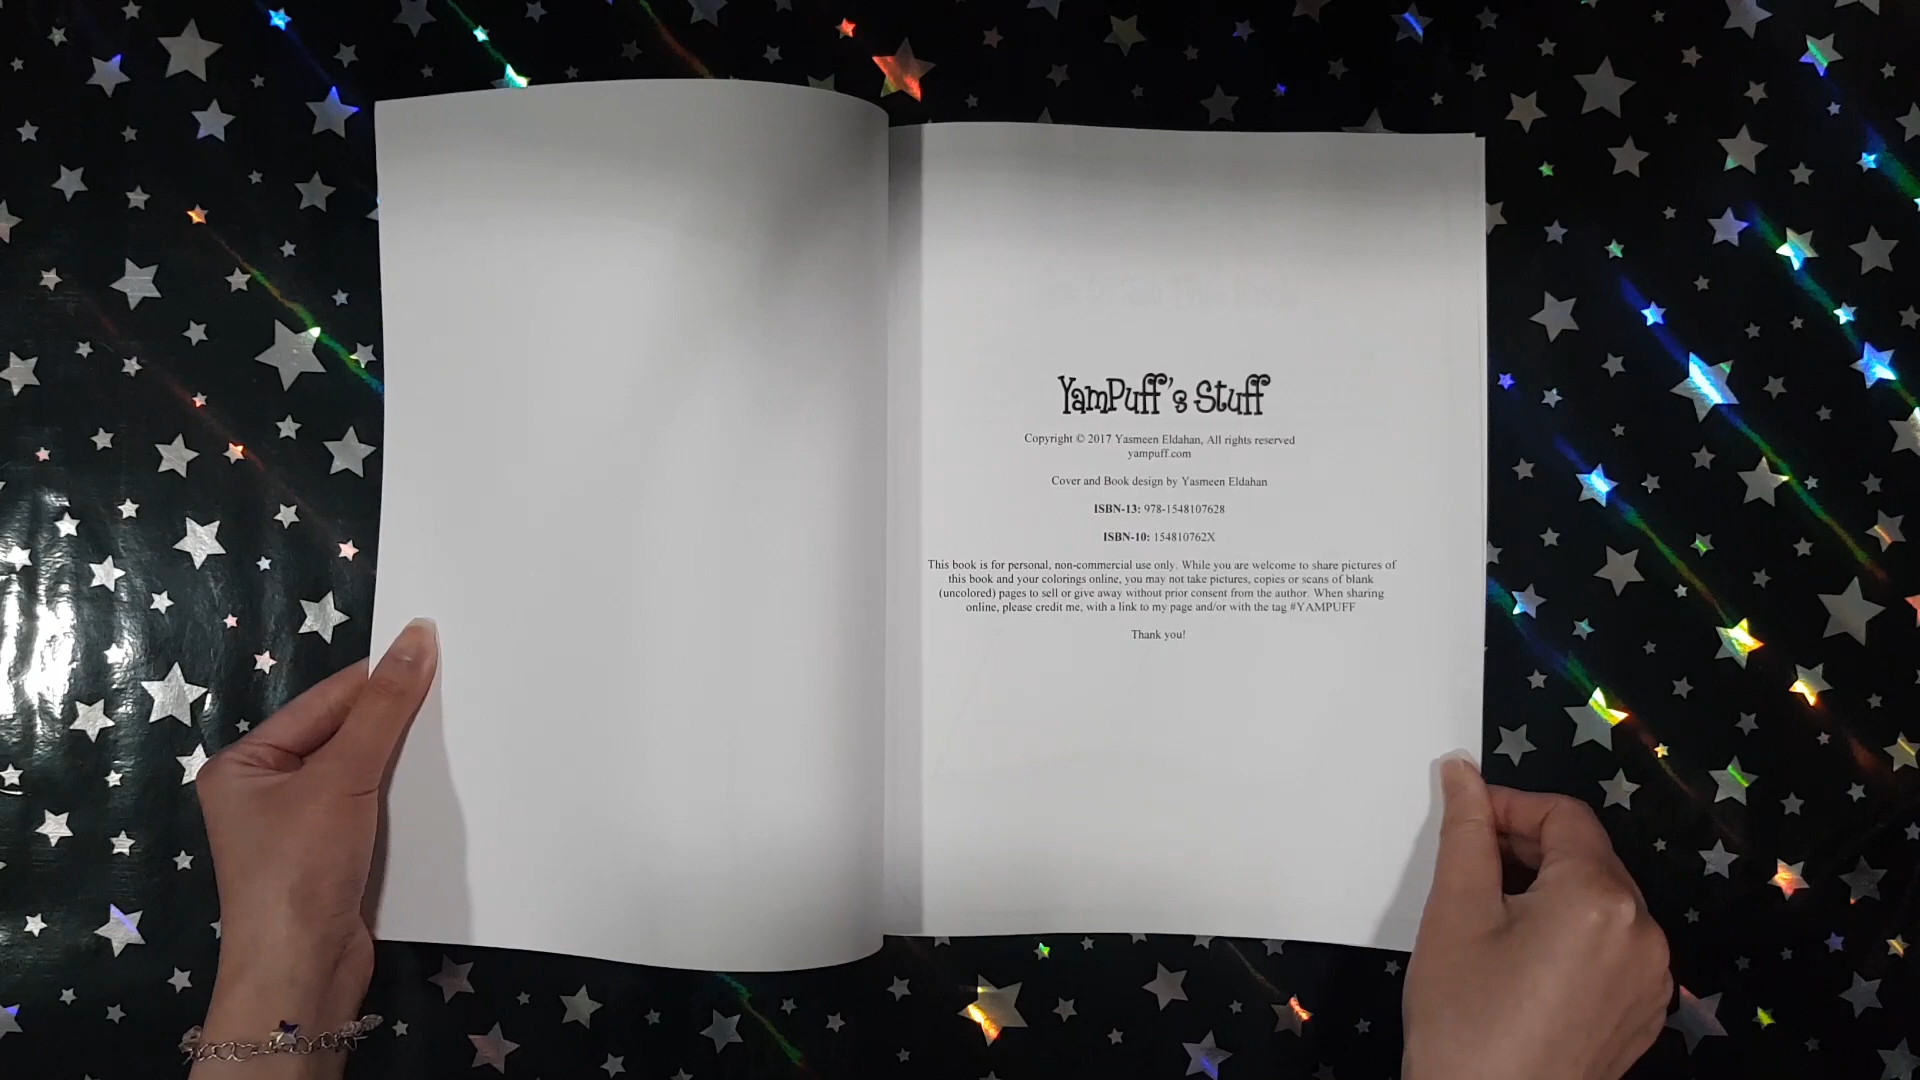 YamPuff's Stuff
Copyright © 2017 Yasmeen Eldahan, All rights reserved
yampuff.com
Cover and Book design by Yasmeen Eldahan
ISBN-13: 978-1548107628
ISBN-10: 154810762X
This book is for personal, non-commercial use only. While you are welcome to share pictures of
this book and your colorings online, you may not take pictures, copies or scans of blank
(uncolored) pages to sell or give away without prior consent from the author. When sharing
online, please credit me, with a link to my page and/or with the tag #YAMPUFF
Thank you!